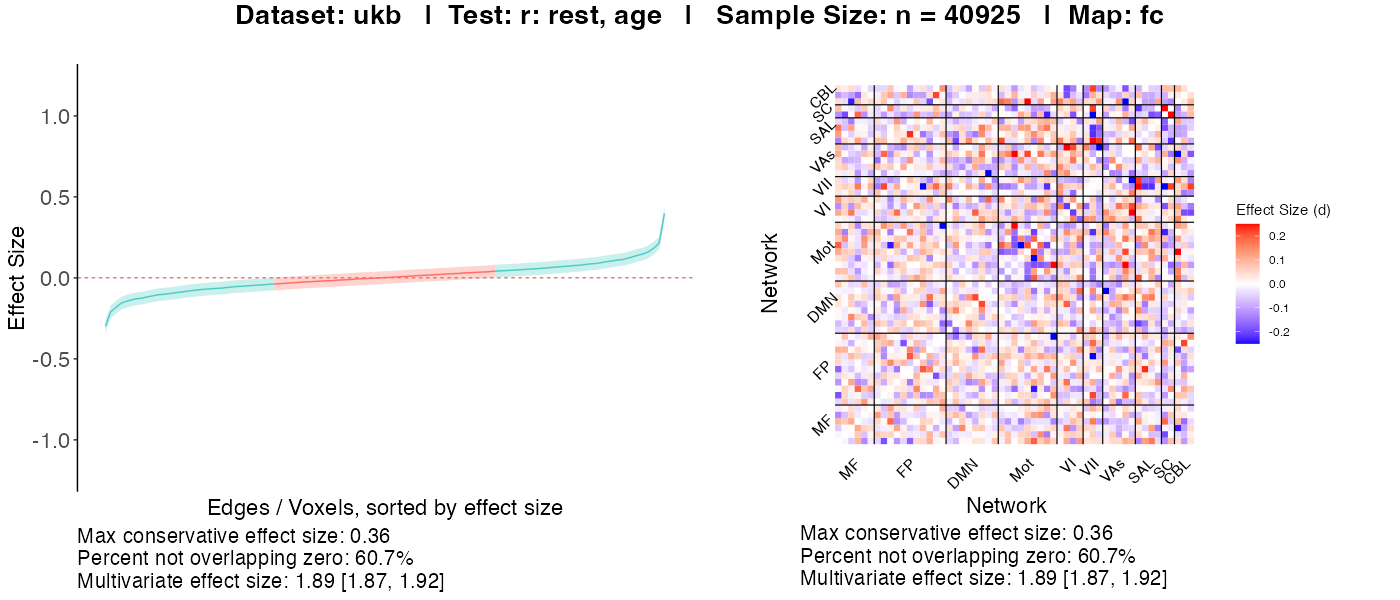 Dataset: ukb | Test: r: rest, age | Sample Size: n = 40925 | Map: fc
Effect Size
1.0
0.5
0.0
-0.5
-1.0
Edges / Voxels, sorted by effect size
Max conservative effect size: 0.36
Percent not overlapping zero: 60.7%
Multivariate effect size: 1.89 [1.87, 1.92]
Network
CBL
SC
SAL
VAs
VII
VI
Mot
DMN
FP
MF
MF
FP
DMN
Mot
VI
VII
VAs
SAL
SC
CBL
Network
Effect Size (d)
0.2
0.1
0.0
-0.1
-0.2
Max conservative effect size: 0.36
Percent not overlapping zero: 60.7%
Multivariate effect size: 1.89 [1.87, 1.92]